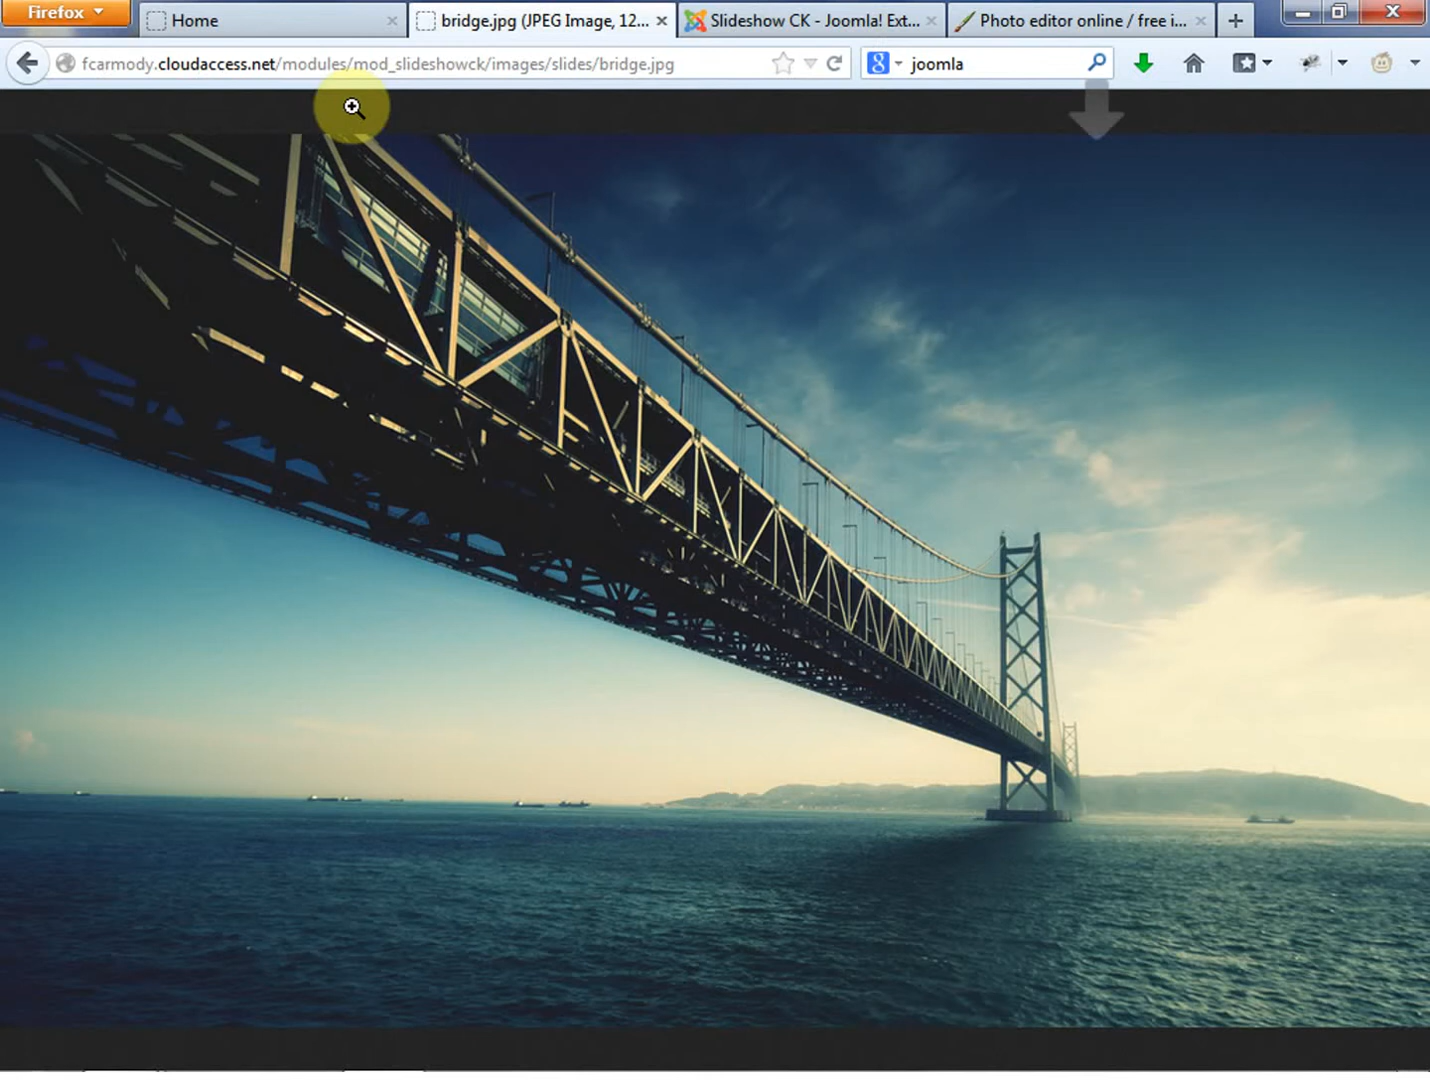 Firefox
Home
bridge.jpg (JPEG Image, 12...
Slideshow CK - Joomla! Ext...
Photo editor online / free i...
fcarmody.cloudaccess.net/modules/mod_slideshowck/images/slides/bridge.jpg
8
joomla